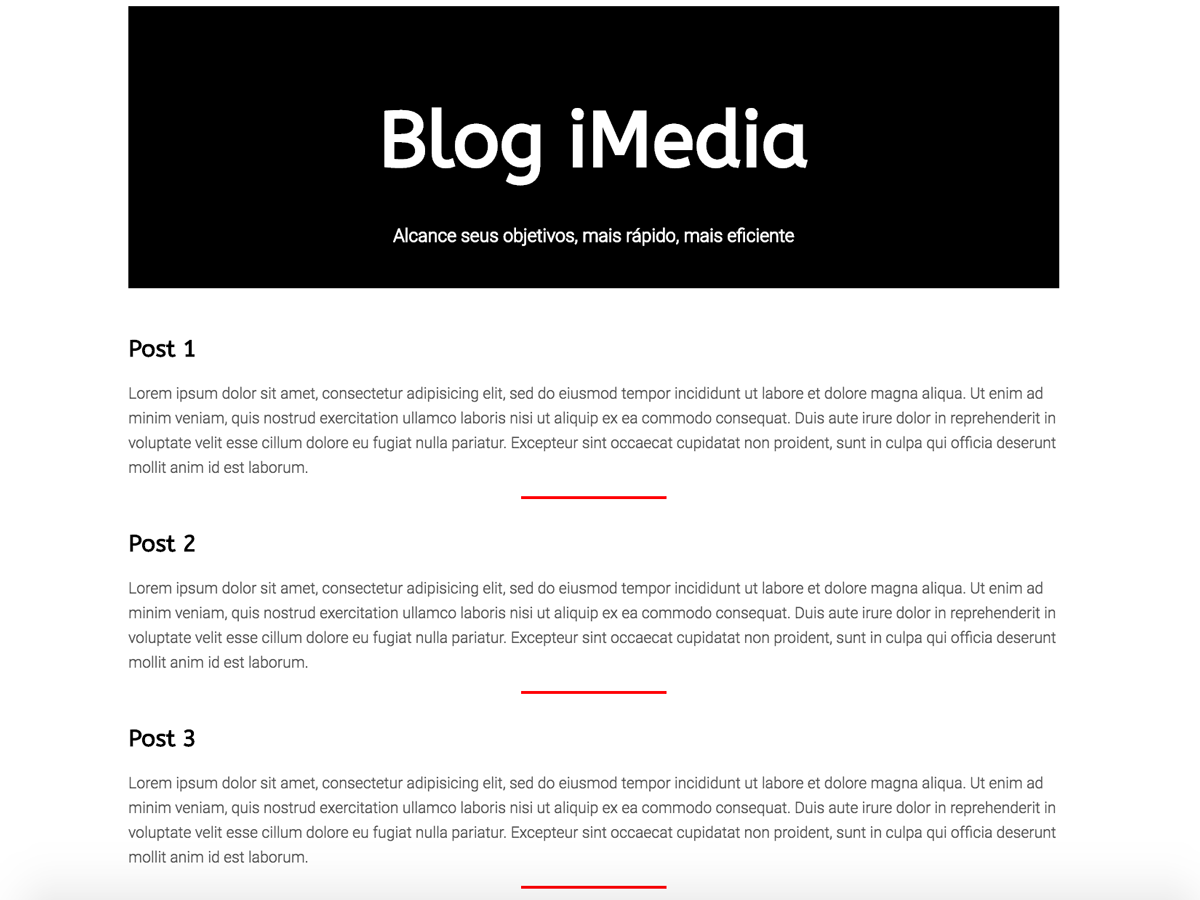 Blog iMedia
Alcance seus objetivos, mais rápido, mais eficiente
Post 1
Lorem ipsum dolor sit amet, consectetur adipisicing elit, sed do eiusmod tempor incididunt ut labore et dolore magna aliqua. Ut enim ad
minim veniam, quis nostrud exercitation ullamco laboris nisi ut aliquip ex ea commodo consequat. Duis aute irure dolor in reprehenderit in
voluptate velit esse cillum dolore eu fugiat nulla pariatur. Excepteur sint occaecat cupidatat non proident, sunt in culpa qui officia deserunt
mollit anim id est laborum.
Post 2
Lorem ipsum dolor sit amet, consectetur adipisicing elit, sed do eiusmod tempor incididunt ut labore et dolore magna aliqua. Ut enim ad
minim veniam, quis nostrud exercitation ullamco laboris nisi ut aliquip ex ea commodo consequat. Duis aute irure dolor in reprehenderit in
voluptate velit esse cillum dolore eu fugiat nulla pariatur. Excepteur sint occaecat cupidatat non proident, sunt in culpa qui officia deserunt
mollit anim id est laborum.
Post 3
Lorem ipsum dolor sit amet, consectetur adipisicing elit, sed do eiusmod tempor incididunt ut labore et dolore magna aliqua. Ut enim ad
minim veniam, quis nostrud exercitation ullamco laboris nisi ut aliquip ex ea commodo consequat. Duis aute irure dolor in reprehenderit in
voluptate velit esse cillum dolore eu fugiat nulla pariatur. Excepteur sint occaecat cupidatat non proident, sunt in culpa qui officia deserunt
mollit anim id est laborum.